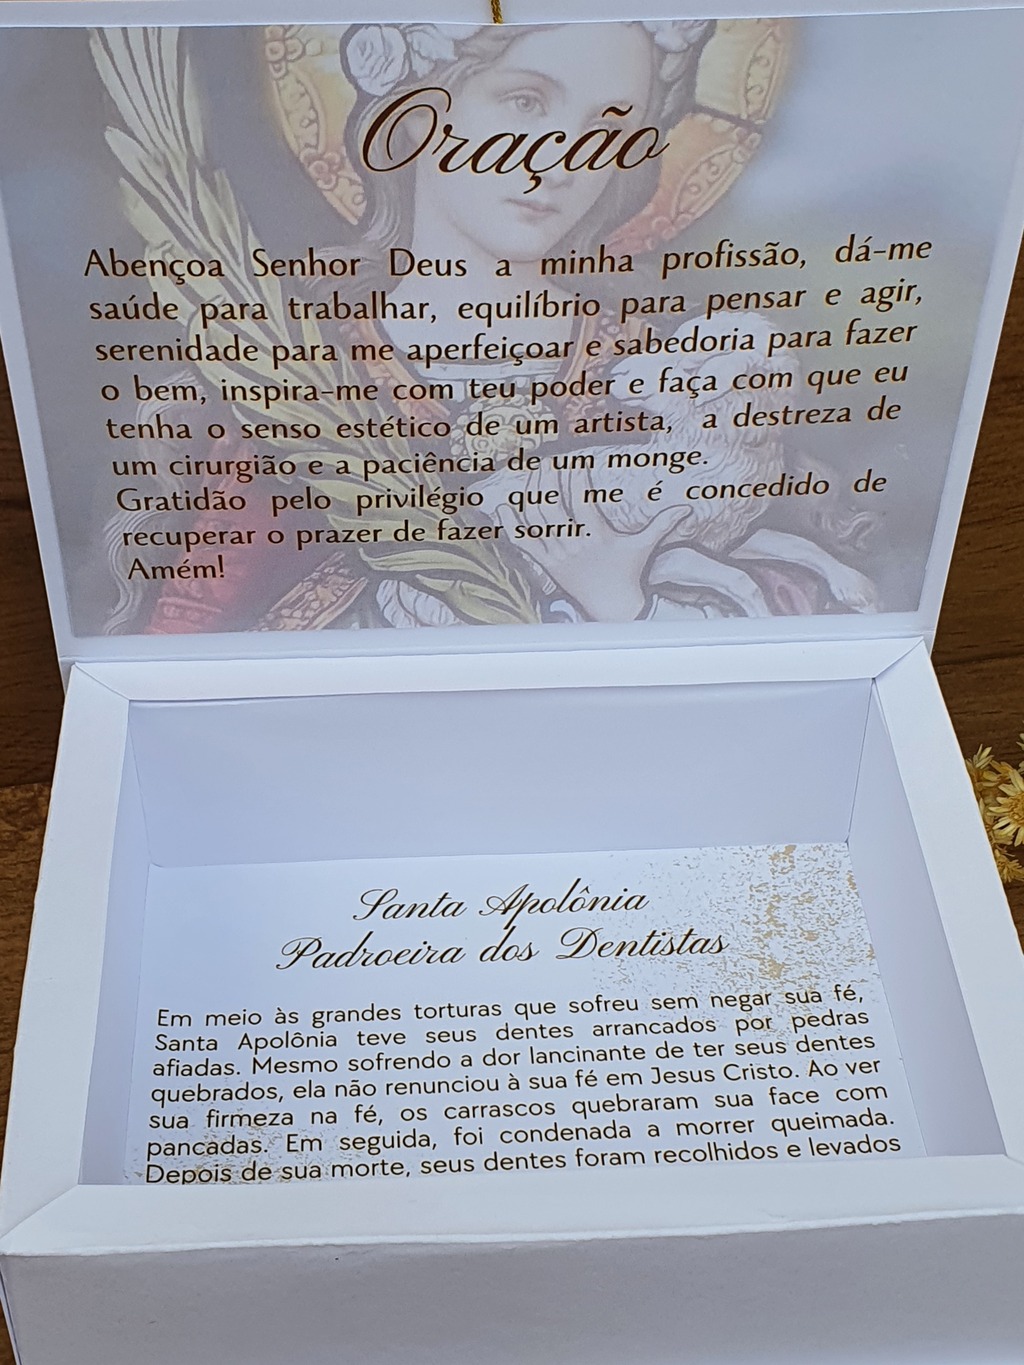 Oração
Abençoa Senhor Deus a minha profissão, dá-me
saúde para trabalhar, equilíbrio para pensar e agir,
serenidade para me aperfeiçoar e sabedoria para fazer
o bem, inspira-me com teu poder e faça com que eu
tenha o senso estético de um artista, a destreza de
um cirurgião e a paciência de um monge.
Gratidão pelo privilégio que me é concedido de
recuperar o prazer de fazer sorrir.
Amém!
Santa Apolônia
Padroeira dos Dentistas
Em meio às grandes torturas que sofreu sem negar sua fé,
Santa Apolônia teve seus dentes arrancados por pedras
afiadas. Mesmo sofrendo a dor lancinante de ter seus dentes
quebrados, ela não renunciou à sua fé em Jesus Cristo. Ao ver
sua firmeza na fé, os carrascos quebraram sua face com
pancadas. Em seguida, foi condenada a morrer queimada.
Depois de sua morte, seus dentes foram recolhidos e levados